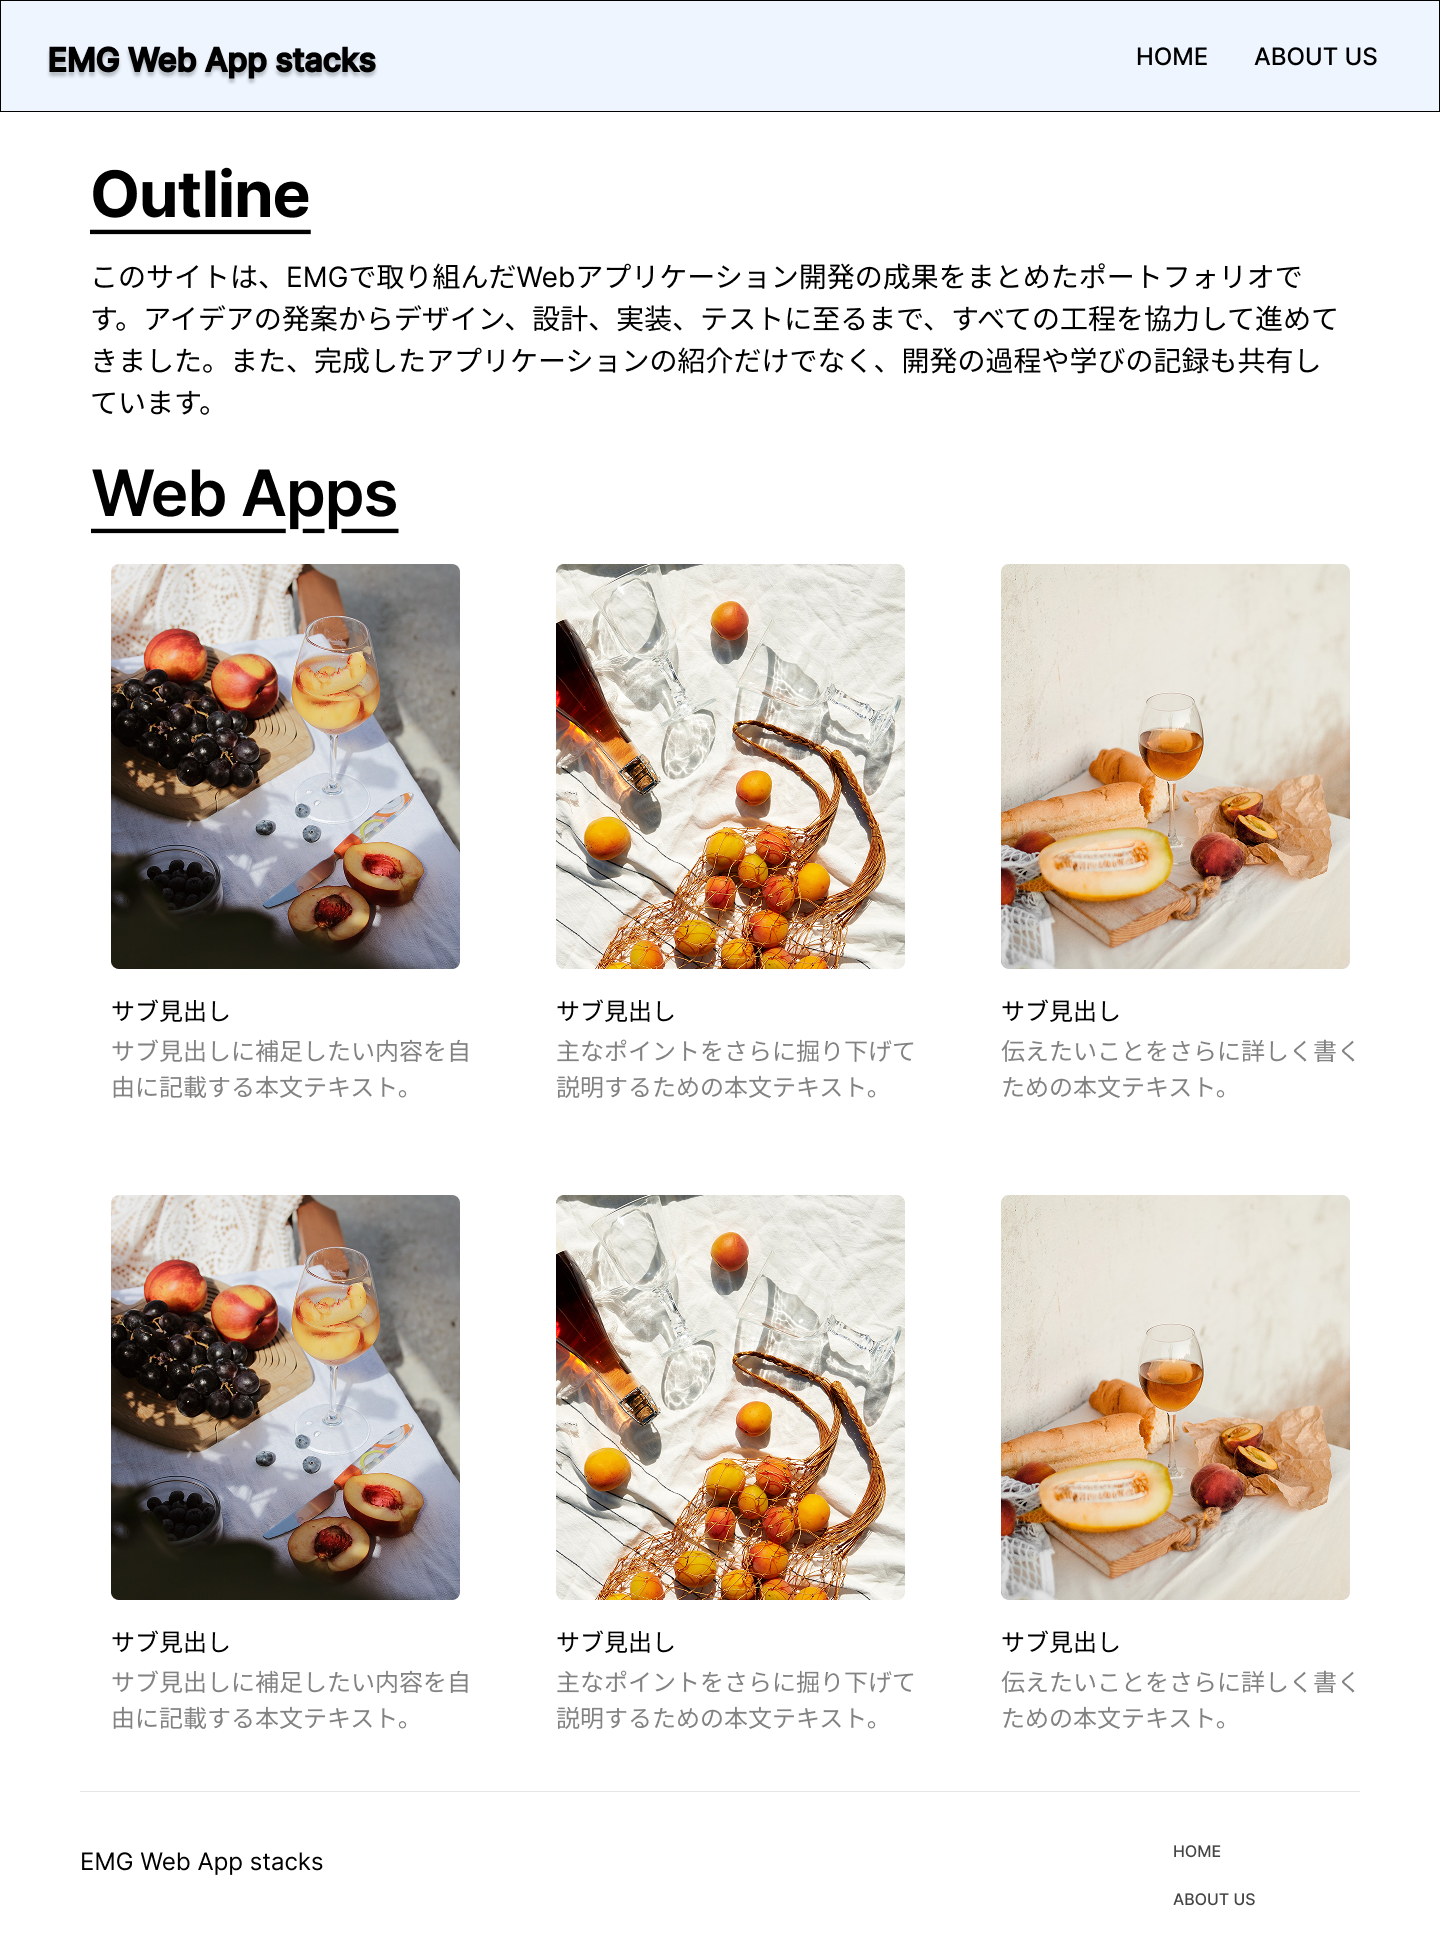 EMG Web App stacks
HOME
ABOUT US
Outline
このサイトは、EMGで取り組んだWebアプリケーション開発の成果をまとめたポートフォリオで
す。アイデアの発案からデザイン、設計、実装、テストに至るまで、すべての工程を協力して進めて
きました。また、完成したアプリケーションの紹介だけでなく、開発の過程や学びの記録も共有し
ています。
Web Apps
サブ見出し
サブ見出しに補足したい内容を自
由に記載する本文テキスト。
サブ見出し
主なポイントをさらに掘り下げて
説明するための本文テキスト。
サブ見出し
伝えたいことをさらに詳しく書く
ための本文テキスト。
サブ見出し
サブ見出しに補足したい内容を自
由に記載する本文テキスト。
サブ見出し
主なポイントをさらに掘り下げて
説明するための本文テキスト。
サブ見出し
伝えたいことをさらに詳しく書く
ための本文テキスト。
EMG Web App stacks
HOME
ABOUT US